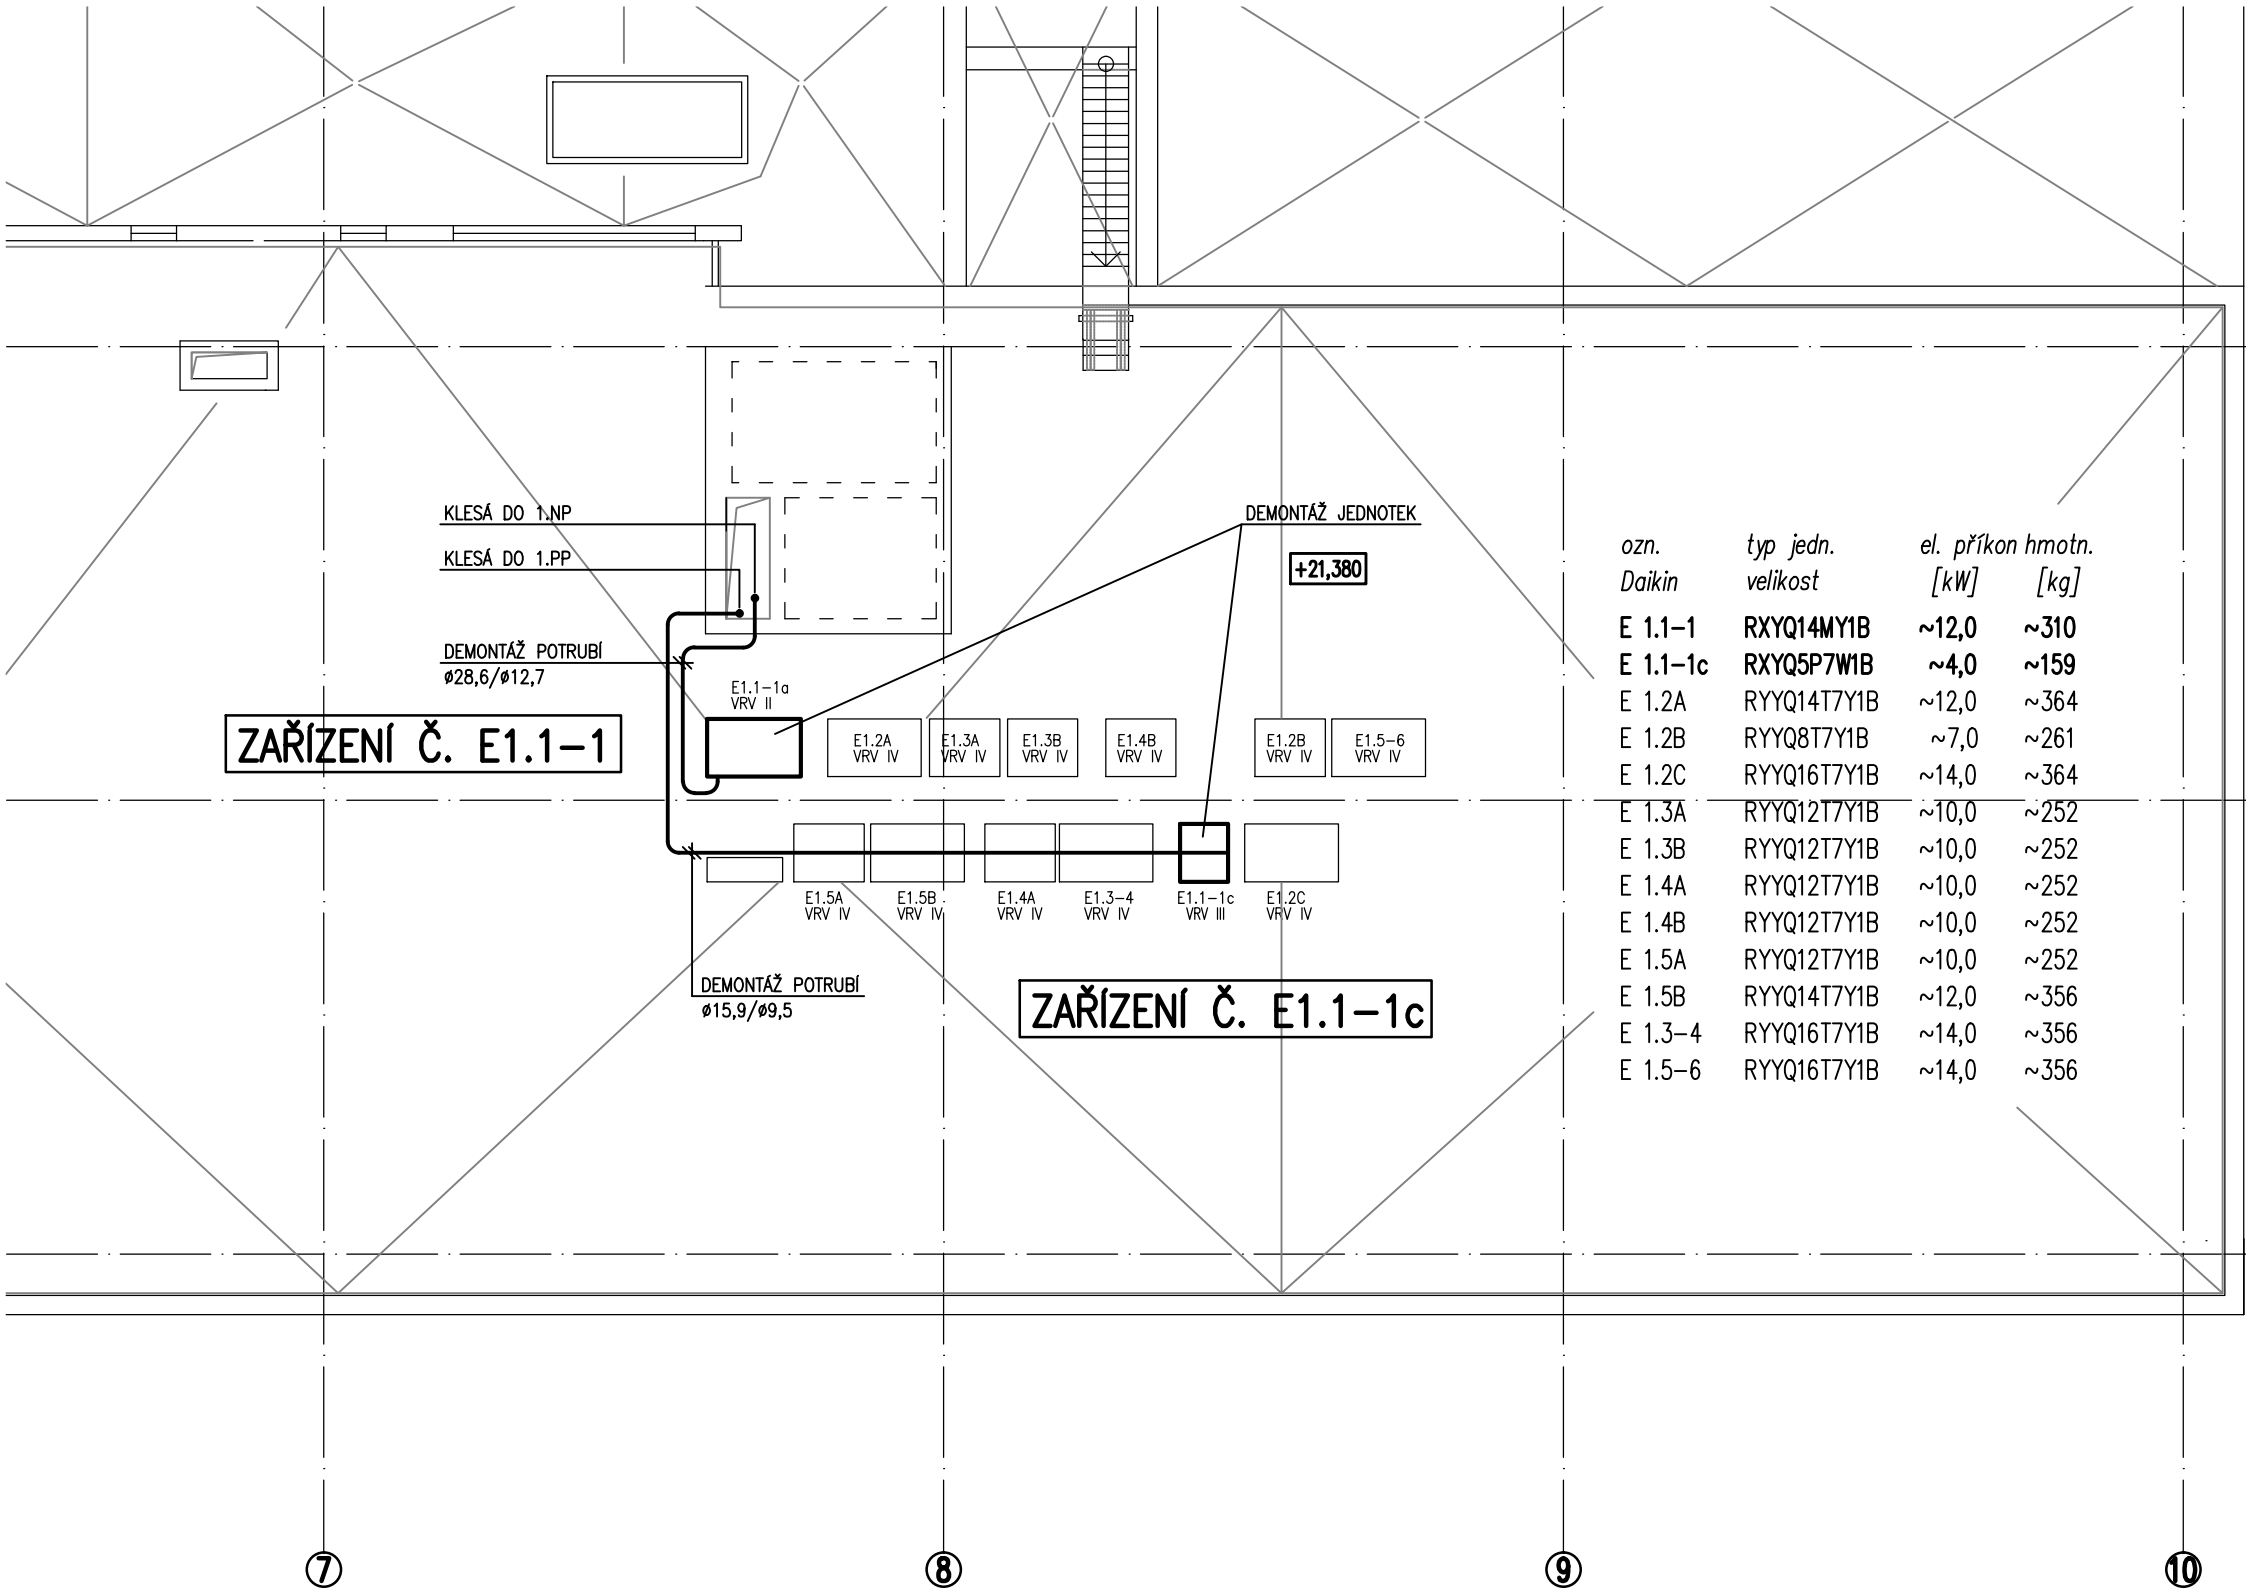 KLESÁ DO 1.NP
KLESÁ DO 1.PP
DEMONTÁŽ JEDNOTEK
+21,380
DEMONTÁŽ POTRUBÍ
ø28,6/ø12,7
E1.1-1a
VRV II
ZAŘÍZENÍ Č. E1.1-1
E1.2A
VRV IV
E1.3A
VRV IV
E1.3B
VRV IV
E1.4B
VRV IV
E1.2B
VRV IV
E1.5-6
VRV IV
E1.5A
VRV IV
E1.5B
VRV IV
E1.4A
VRV IV
E1.3-4
VRV IV
E1.1-1c
VRV III
E1.2C
VRV IV
DEMONTÁŽ POTRUBÍ
ø15,9/ø9,5
ZAŘÍZENÍ Č. E1.1-1c
ozn. typ jedn. el. příkon hmotn.
Daikin velikost [kW] [kg]
E 1.1-1 RXYQ14MY1B ~12,0 ~310
E 1.1-1c RXYQ5P7W1B ~4,0 ~159
E 1.2A RYYQ14T7Y1B ~12,0 ~364
E 1.2B RYYQ8T7Y1B ~7,0 ~261
E 1.2C RYYQ16T7Y1B ~14,0 ~364
E 1.3A RYYQ12T7Y1B ~10,0 ~252
E 1.3B RYYQ12T7Y1B ~10,0 ~252
E 1.4A RYYQ12T7Y1B ~10,0 ~252
E 1.4B RYYQ12T7Y1B ~10,0 ~252
E 1.5A RYYQ12T7Y1B ~10,0 ~252
E 1.5B RYYQ14T7Y1B ~12,0 ~356
E 1.3-4 RYYQ16T7Y1B ~14,0 ~356
E 1.5-6 RYYQ16T7Y1B ~14,0 ~356
7 8 9 10